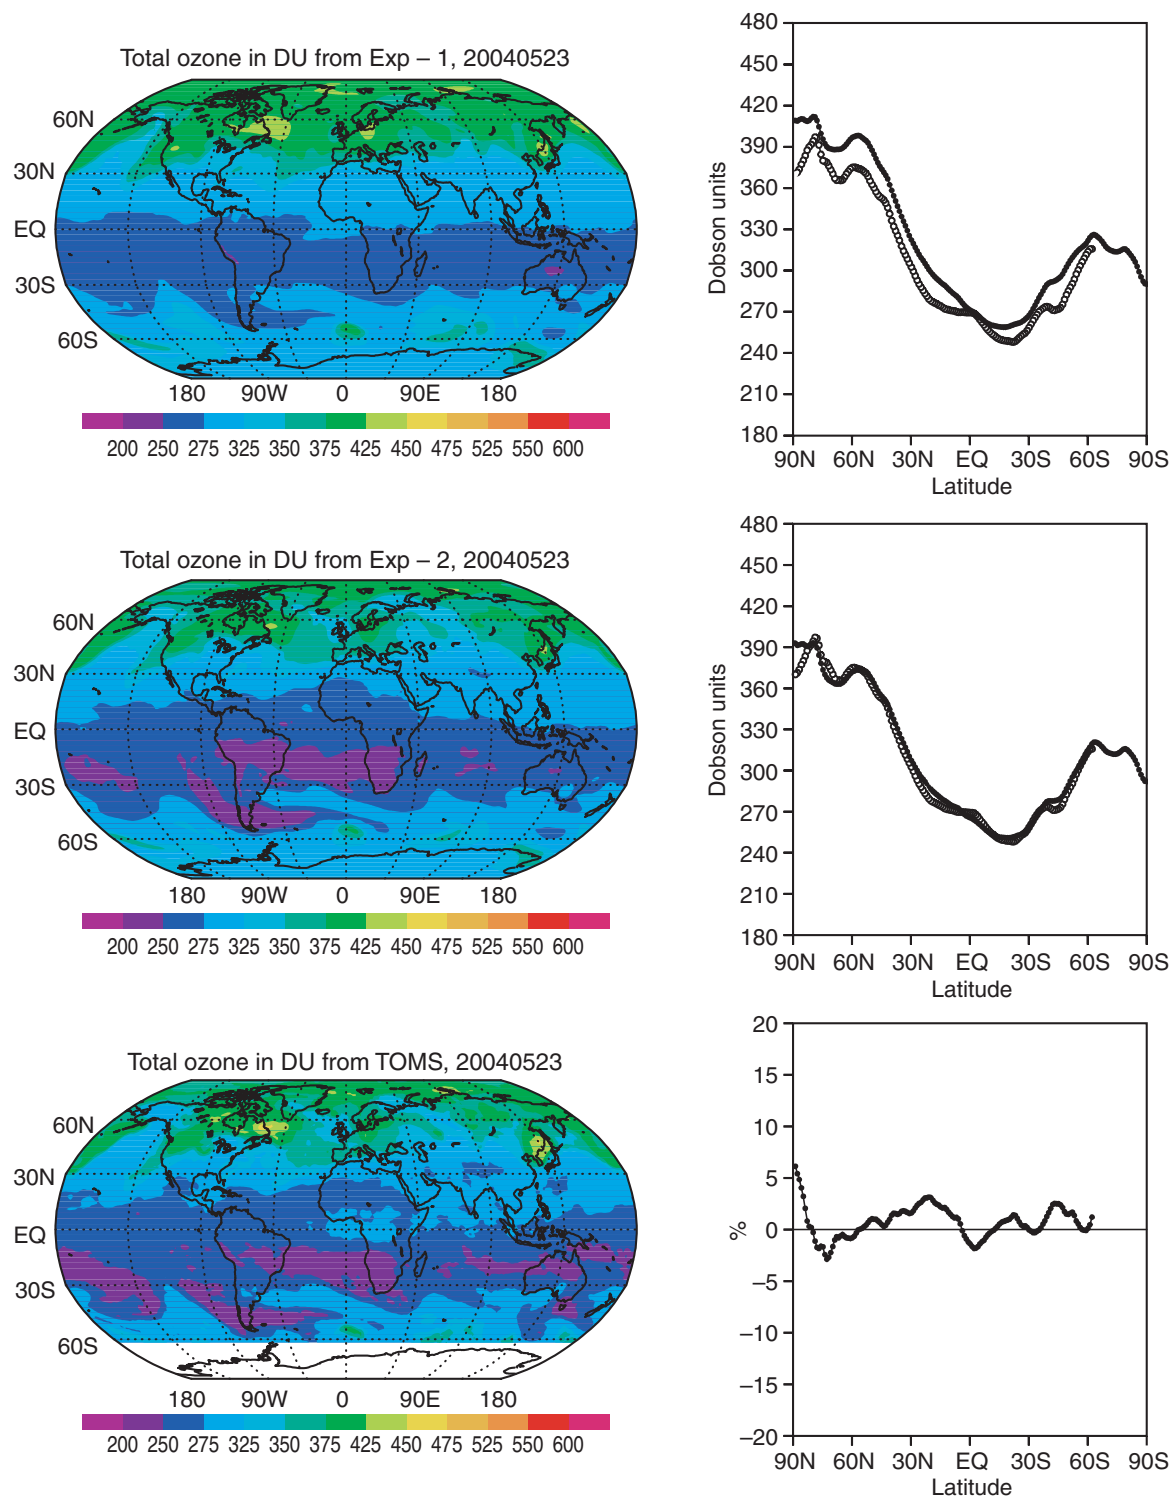 Total ozone in DU from Exp – 1, 20040523
60N
30N
EQ
30S
60S
180 90W 0 90E 180
200 250 275 325 350 375 425 450 475 525 550 600
480
450
420
390
360
330
300
270
240
210
180
Dobson units
90N 60N 30N EQ 30S 60S 90S
Latitude
Total ozone in DU from Exp – 2, 20040523
60N
30N
EQ
30S
60S
180 90W 0 90E 180
200 250 275 325 350 375 425 450 475 525 550 600
480
450
420
390
360
330
300
270
240
210
180
Dobson units
90N 60N 30N EQ 30S 60S 90S
Latitude
Total ozone in DU from TOMS, 20040523
60N
30N
EQ
30S
60S
180 90W 0 90E 180
200 250 275 325 350 375 425 450 475 525 550 600
20
15
10
5
0
–5
–10
–15
–20
%
90N 60N 30N EQ 30S 60S 90S
Latitude